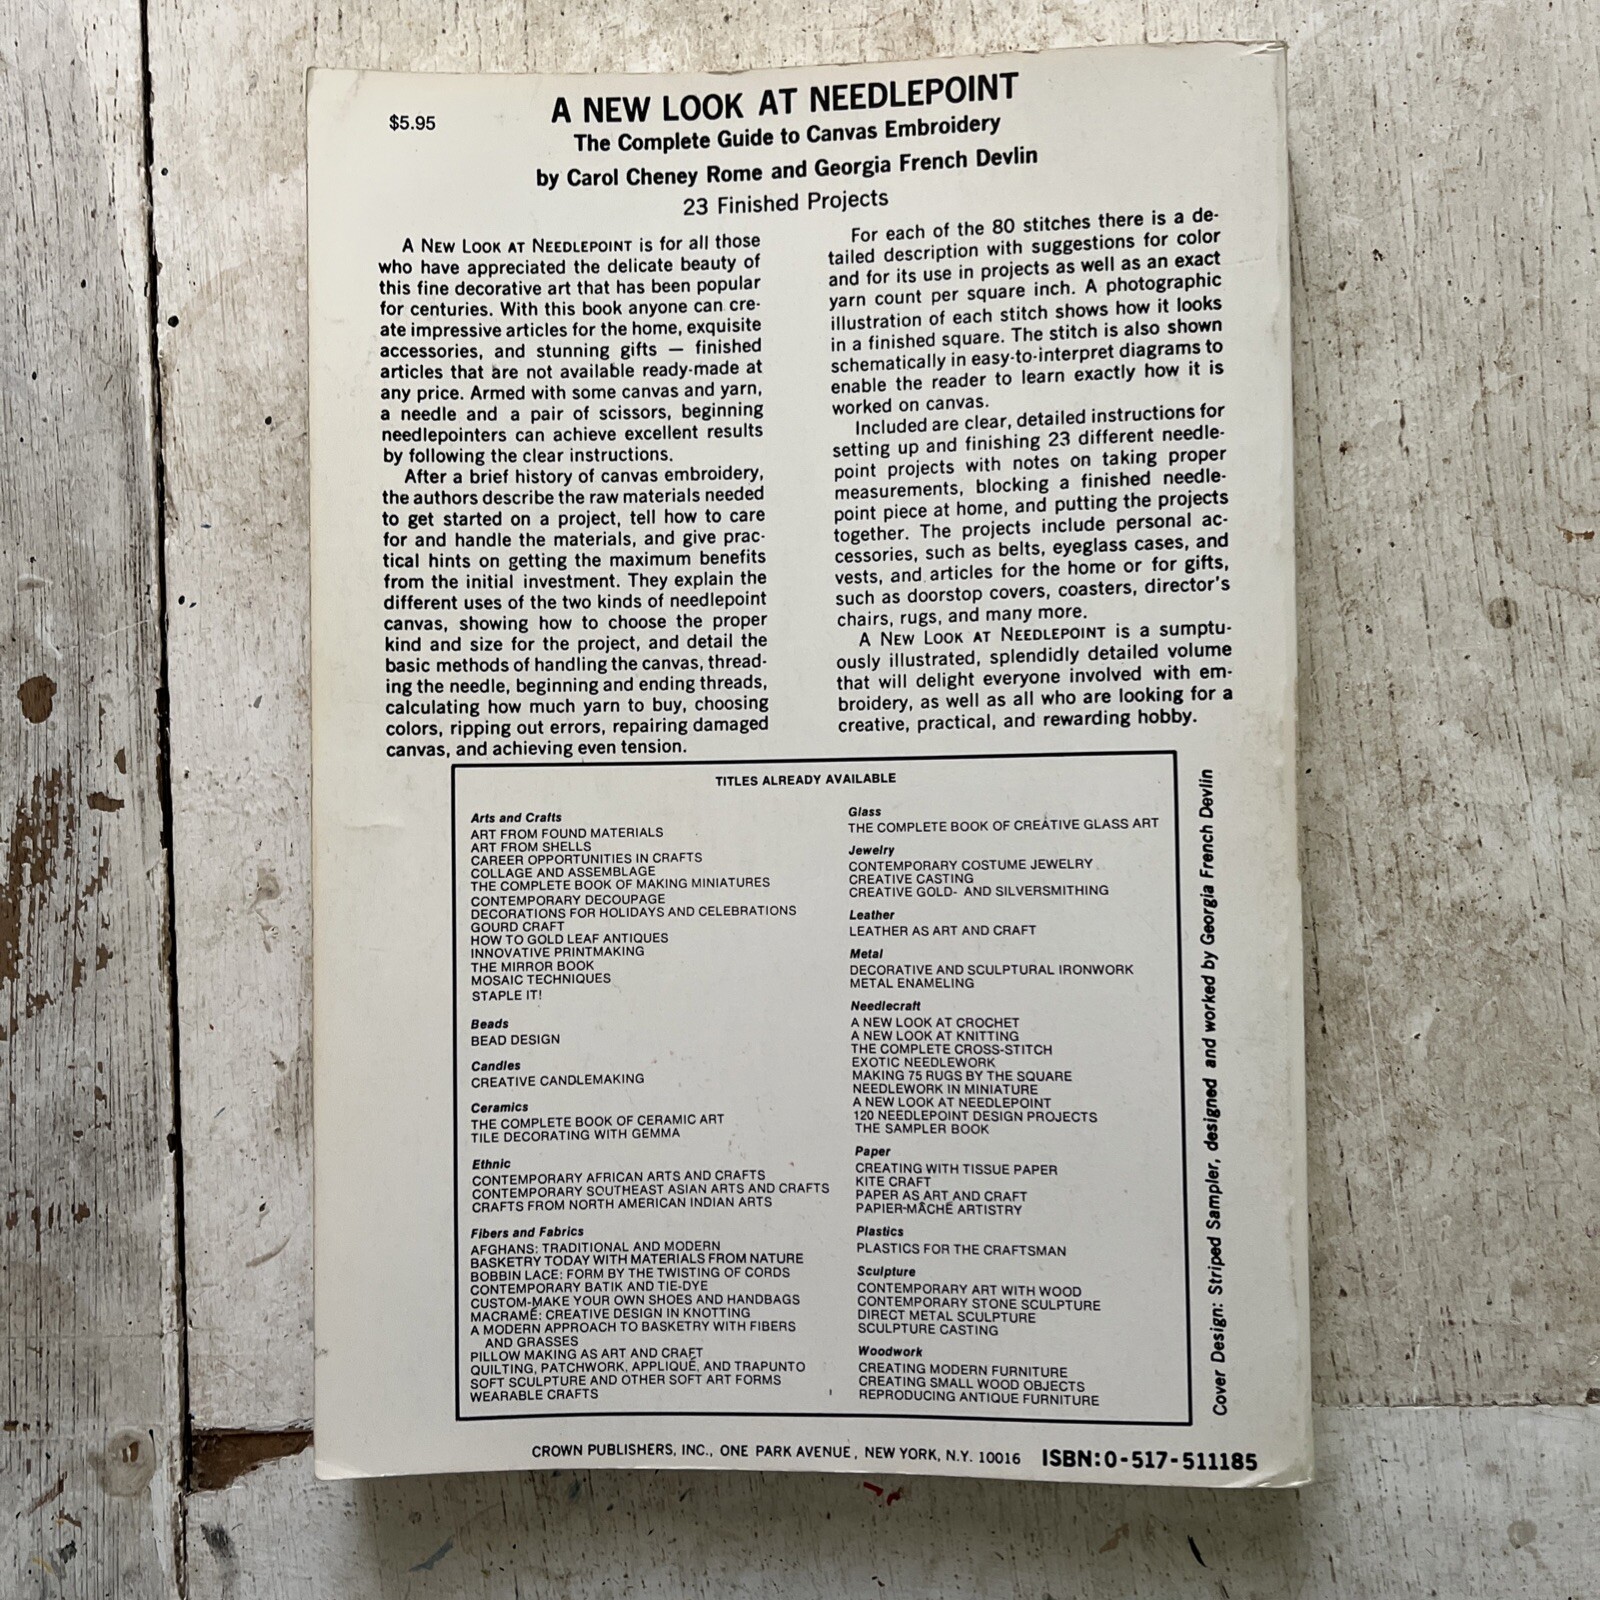 $5.95
A NEW LOOK AT NEEDLEPOINT
The Complete Guide to Canvas Embroidery
by Carol Cheney Rome and Georgia French Devlin
23 Finished Projects
A NEW LOOK AT NEEDLEPOINT is for all those
who have appreciated the delicate beauty of
this fine decorative art that has been popular
for centuries. With this book anyone can cre-
ate impressive articles for the home, exquisite
accessories, and stunning gifts — finished
articles that are not available ready-made at
any price. Armed with some canvas and yarn,
a needle and a pair of scissors, beginning
needlepointers can achieve excellent results
by following the clear instructions.
After a brief history of canvas embroidery,
the authors describe the raw materials needed
to get started on a project, tell how to care
for and handle the materials, and give prac-
tical hints on getting the maximum benefits
from the initial investment. They explain the
different uses of the two kinds of needlepoint
canvas, showing how to choose the proper
kind and size for the project, and detail the
basic methods of handling the canvas, thread-
ing the needle, beginning and ending threads,
calculating how much yarn to buy, choosing
colors, ripping out errors, repairing damaged
canvas, and achieving even tension.
For each of the 80 stitches there is a de-
tailed description with suggestions for color
and for its use in projects as well as an exact
yarn count per square inch. A photographic
illustration of each stitch shows how it looks
in a finished square. The stitch is also shown
schematically in easy-to-interpret diagrams to
enable the reader to learn exactly how it is
worked on canvas.
Included are clear, detailed instructions for
setting up and finishing 23 different needle-
point projects with notes on taking proper
measurements, blocking a finished needle-
point piece at home, and putting the projects
together. The projects include personal ac-
cessories, such as belts, eyeglass cases, and
vests, and articles for the home or for gifts,
such as doorstop covers, coasters, director's
chairs, rugs, and many more.
A NEW LOOK AT NEEDLEPOINT is a sumptu-
ously illustrated, splendidly detailed volume
that will delight everyone involved with em-
broidery, as well as all who are looking for a
creative, practical, and rewarding hobby.
TITLES ALREADY AVAILABLE
Arts and Crafts
ART FROM FOUND MATERIALS
ART FROM SHELLS
CAREER OPPORTUNITIES IN CRAFTS
COLLAGE AND ASSEMBLAGE
THE COMPLETE BOOK OF MAKING MINIATURES
CONTEMPORARY DECOUPAGE
DECORATIONS FOR HOLIDAYS AND CELEBRATIONS
GOURD CRAFT
HOW TO GOLD LEAF ANTIQUES
INNOVATIVE PRINTMAKING
THE MIRROR BOOK
MOSAIC TECHNIQUES
STAPLE IT!
Beads
BEAD DESIGN
Candles
CREATIVE CANDLEMAKING
Ceramics
THE COMPLETE BOOK OF CERAMIC ART
TILE DECORATING WITH GEMMA
Ethnic
CONTEMPORARY AFRICAN ARTS AND CRAFTS
CONTEMPORARY SOUTHEAST ASIAN ARTS AND CRAFTS
CRAFTS FROM NORTH AMERICAN INDIAN ARTS
Fibers and Fabrics
AFGHANS: TRADITIONAL AND MODERN
BASKETRY TODAY WITH MATERIALS FROM NATURE
BOBBIN LACE: FORM BY THE TWISTING OF CORDS
CONTEMPORARY BATIK AND TIE-DYE
CUSTOM-MAKE YOUR OWN SHOES AND HANDBAGS
MACRAMÉ: CREATIVE DESIGN IN KNOTTING
A MODERN APPROACH TO BASKETRY WITH FIBERS
AND GRASSES
PILLOW MAKING AS ART AND CRAFT
QUILTING, PATCHWORK, APPLIQUÉ, AND TRAPUNTO
SOFT SCULPTURE AND OTHER SOFT ART FORMS
WEARABLE CRAFTS
Glass
THE COMPLETE BOOK OF CREATIVE GLASS ART
Jewelry
CONTEMPORARY COSTUME JEWELRY
CREATIVE CASTING
CREATIVE GOLD- AND SILVERSMITHING
Leather
LEATHER AS ART AND CRAFT
Metal
DECORATIVE AND SCULPTURAL IRONWORK
METAL ENAMELING
Needlecraft
A NEW LOOK AT CROCHET
A NEW LOOK AT KNITTING
THE COMPLETE CROSS-STITCH
EXOTIC NEEDLEWORK
MAKING 75 RUGS BY THE SQUARE
NEEDLEWORK IN MINIATURE
A NEW LOOK AT NEEDLEPOINT
120 NEEDLEPOINT DESIGN PROJECTS
THE SAMPLER BOOK
Paper
CREATING WITH TISSUE PAPER
KITE CRAFT
PAPER AS ART AND CRAFT
PAPIER-MÂCHÉ ARTISTRY
Plastics
PLASTICS FOR THE CRAFTSMAN
Sculpture
CONTEMPORARY ART WITH WOOD
CONTEMPORARY STONE SCULPTURE
DIRECT METAL SCULPTURE
SCULPTURE CASTING
Woodwork
CREATING MODERN FURNITURE
CREATING SMALL WOOD OBJECTS
REPRODUCING ANTIQUE FURNITURE
Cover Design: Striped Sampler, designed and worked by Georgia French Devlin
CROWN PUBLISHERS, INC., ONE PARK AVENUE, NEW YORK, N.Y. 10016 ISBN:0-517-511185